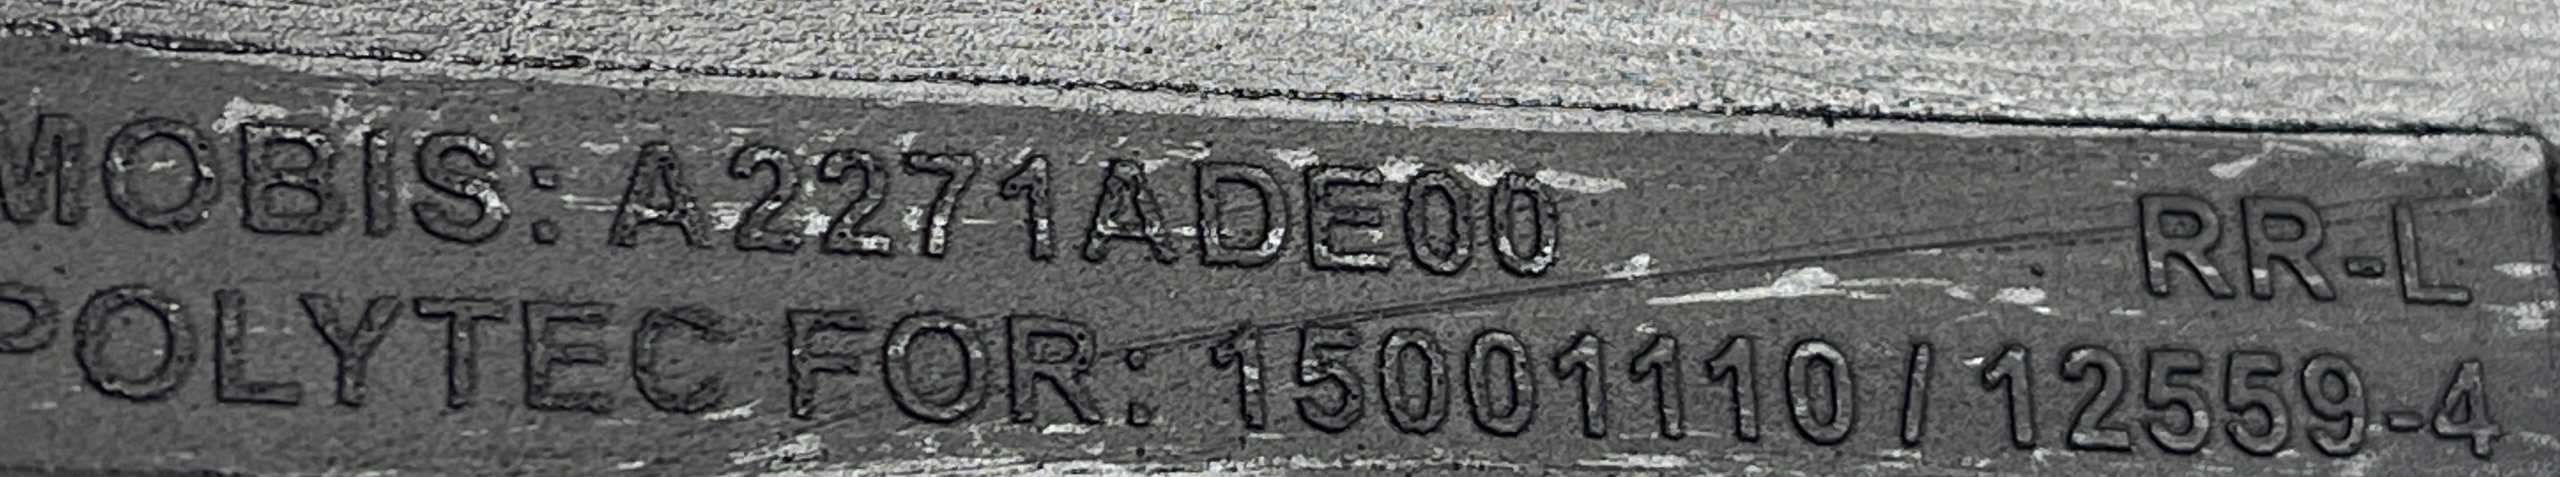 MOBIS: A2271ADE00 RR-L
POLYTEC FOR: 15001110 / 12559-4